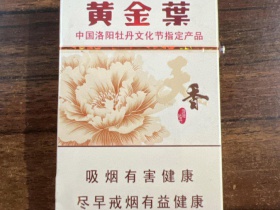 黄金葉
中国洛阳牡丹文化节指定产品
天香
吸烟有害健康
尽早戒烟有益健康